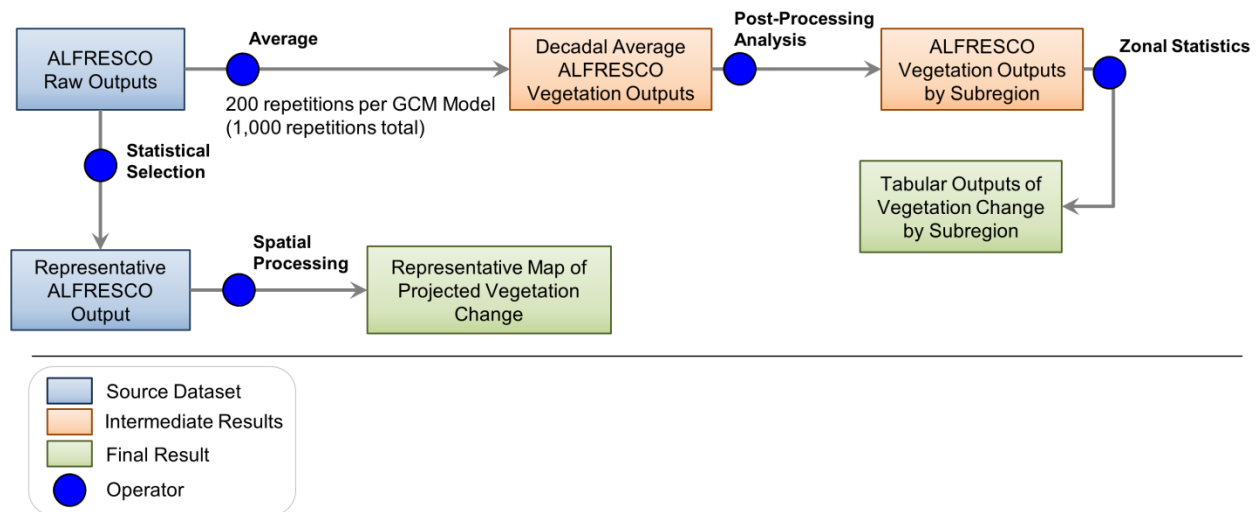 ALFRESCO
Raw Outputs
Average
200 repetitions per GCM Model
(1,000 repetitions total)
Decadal Average
ALFRESCO
Vegetation Outputs
Post-Processing
Analysis
ALFRESCO
Vegetation Outputs
by Subregion
Zonal Statistics
Statistical
Selection
Tabular Outputs of
Vegetation Change
by Subregion
Representative
ALFRESCO
Output
Spatial
Processing
Representative Map of
Projected Vegetation
Change
Source Dataset
Intermediate Results
Final Result
Operator